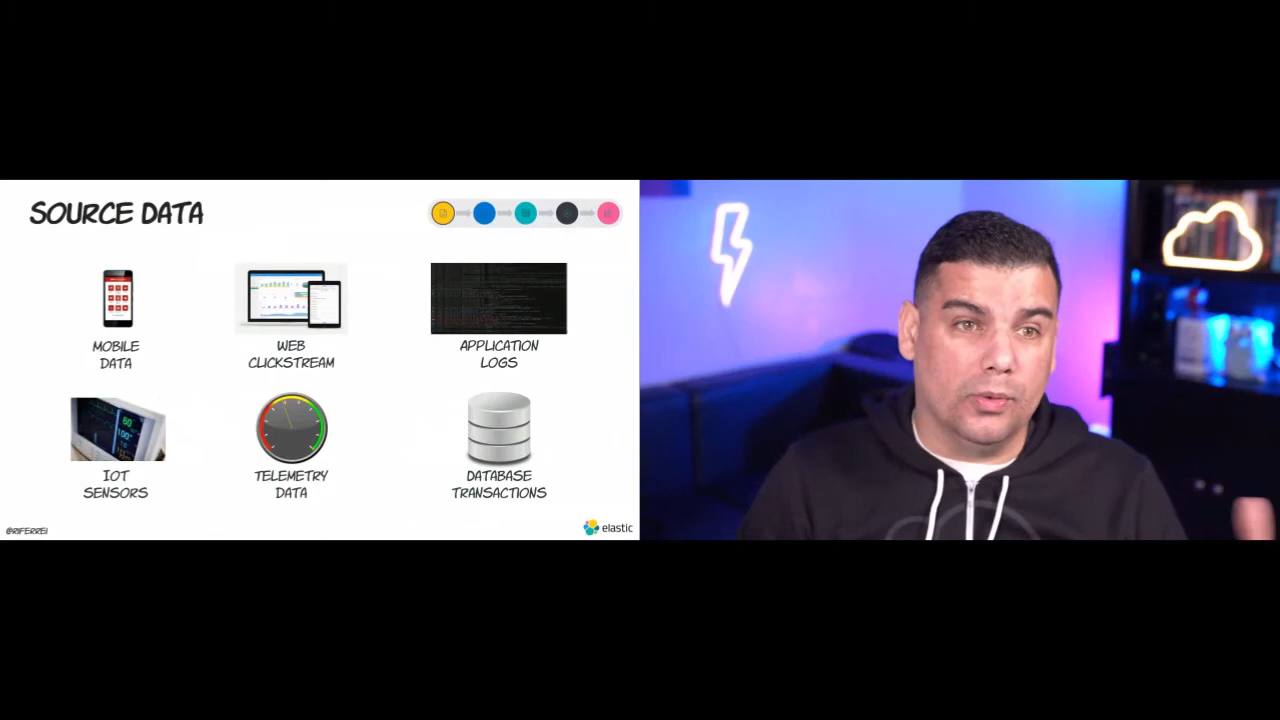 SOURCE DATA
MOBILE
DATA
WEB
CLICKSTREAM
APPLICATION
LOGS
IOT
SENSORS
TELEMETRY
DATA
DATABASE
TRANSACTIONS
@RIFERREI
elastic